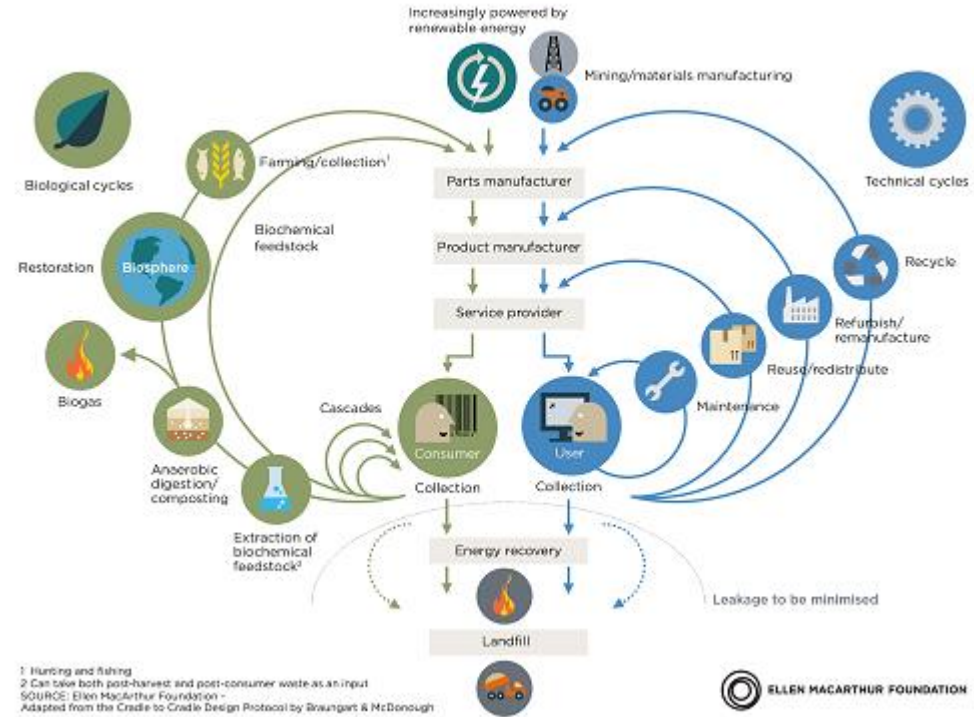 Increasingly powered by
renewable energy
Mining/materials manufacturing
Biological cycles
Farming/collection¹
Parts manufacturer
Technical cycles
Biochemical
feedstock
Restoration
Biosphere
Product manufacturer
Recycle
Service provider
Refurbish/
remanufacture
Reuse/redistribute
Biogas
Cascades
Maintenance
Consumer
User
Anaerobic
digestion/
composting
Collection
Collection
Extraction of
biochemical
feedstock²
Energy recovery
Leakage to be minimised
Landfill
1 Hunting and fishing
2 Can take both post-harvest and post-consumer waste as an input
SOURCE: Ellen MacArthur Foundation –
Adapted from the Cradle to Cradle Design Protocol by Braungart & McDonough
ELLEN MACARTHUR FOUNDATION